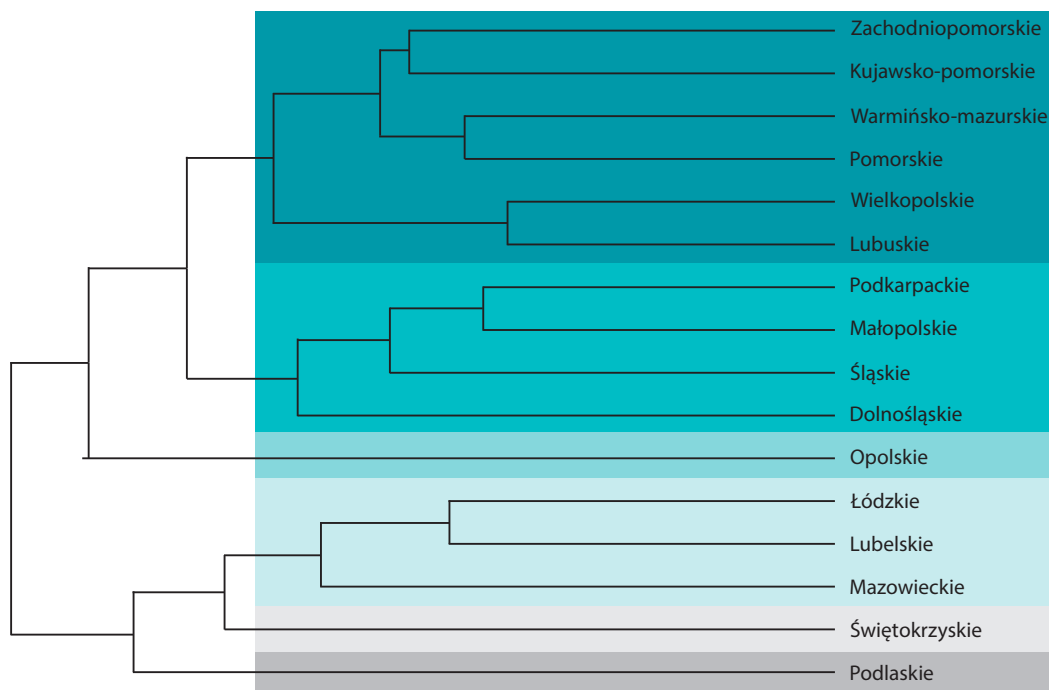 Zachodniopomorskie
Kujawsko-pomorskie
Warmińsko-mazurskie
Pomorskie
Wielkopolskie
Lubuskie
Podkarpackie
Małopolskie
Śląskie
Dolnośląskie
Opolskie
Łódzkie
Lubelskie
Mazowieckie
Świętokrzyskie
Podlaskie